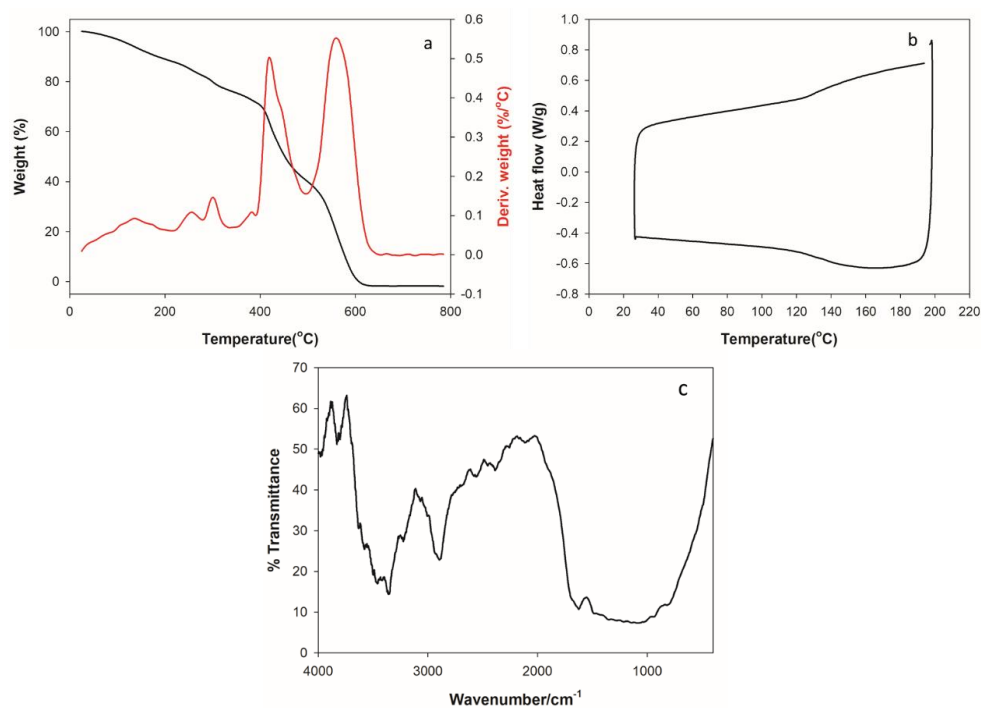 a
Weight (%)
100
80
60
40
20
0
0 200 400 600 800
Temperature(°C)
0.6
0.5
0.4
0.3
0.2
0.1
0.0
-0.1
Deriv. weight (%/°C)
b
Heat flow (W/g)
1.0
0.8
0.6
0.4
0.2
0.0
-0.2
-0.4
-0.6
-0.8
0 20 40 60 80 100 120 140 160 180 200 220
Temperature(°C)
c
% Transmittance
70
60
50
40
30
20
10
0
4000 3000 2000 1000
Wavenumber/cm⁻¹